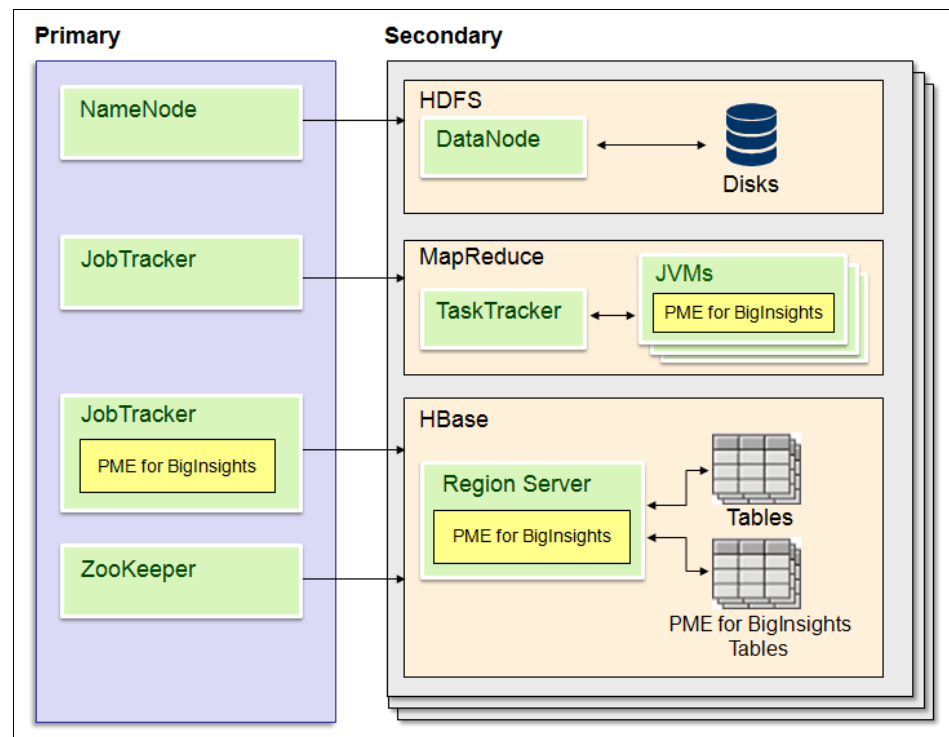 Primary
Secondary
NameNode
HDFS
DataNode
Disks
JobTracker
MapReduce
TaskTracker
JVMs
PME for BigInsights
JobTracker
PME for BigInsights
HBase
Region Server
PME for BigInsights
Tables
ZooKeeper
PME for BigInsights
Tables